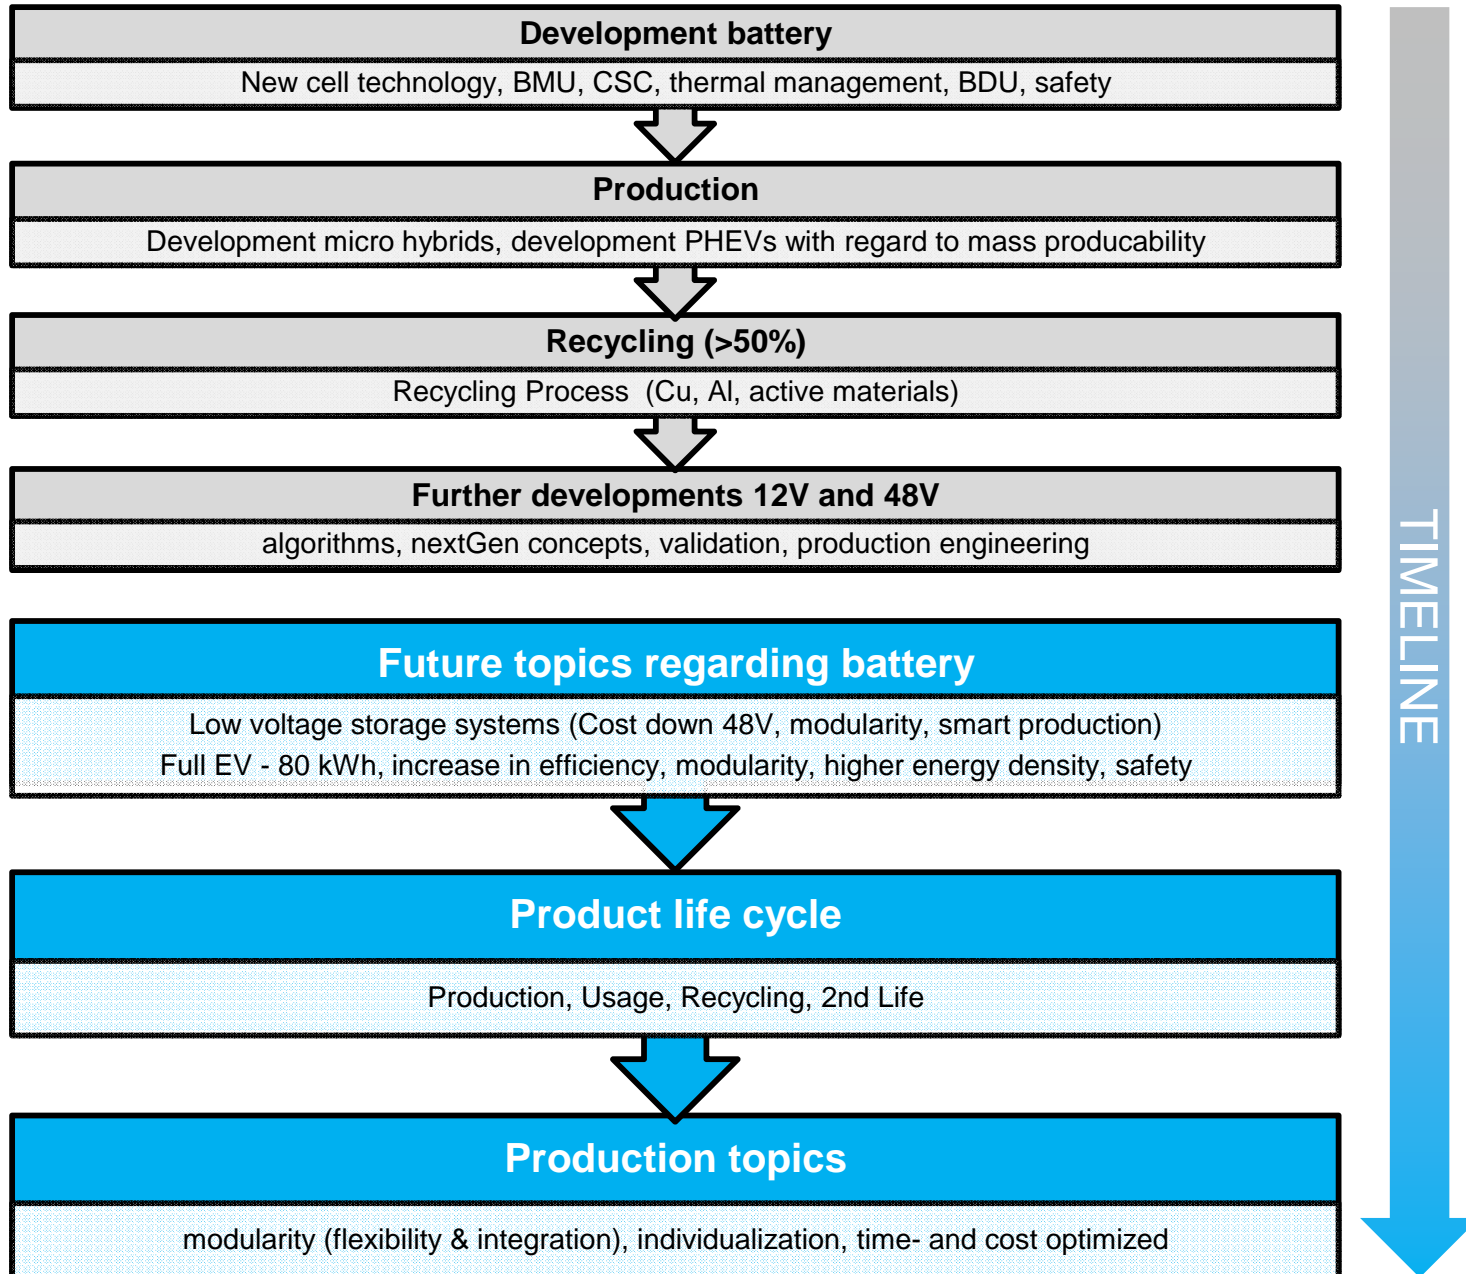 Development battery
New cell technology, BMU, CSC, thermal management, BDU, safety
Production
Development micro hybrids, development PHEVs with regard to mass producability
Recycling (>50%)
Recycling Process  (Cu, Al, active materials)
Further developments 12V and 48V
algorithms, nextGen concepts, validation, production engineering
Future topics regarding battery
Low voltage storage systems (Cost down 48V, modularity, smart production)
Full EV - 80 kWh, increase in efficiency, modularity, higher energy density, safety
Product life cycle
Production, Usage, Recycling, 2nd Life
Production topics
modularity (flexibility & integration), individualization, time- and cost optimized
TIMELINE